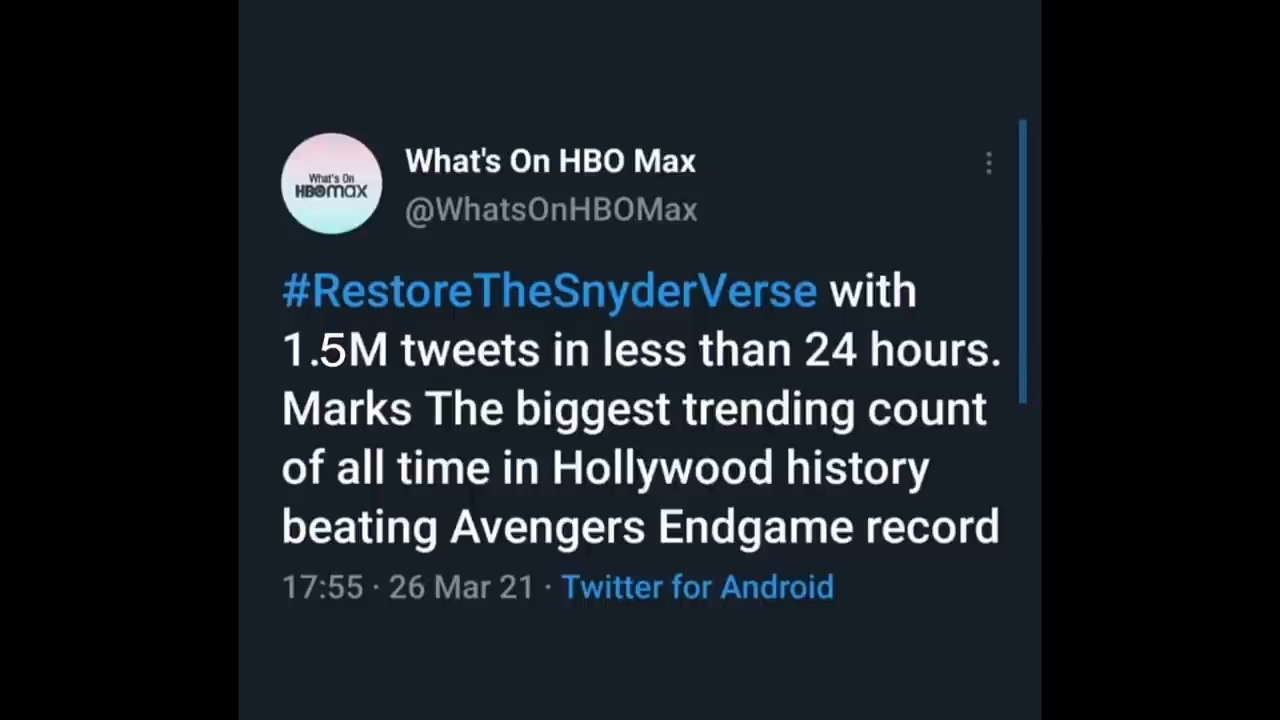 What's On
HBOmax
What's On HBO Max
@WhatsOnHBOMax
#RestoreTheSnyderVerse with
1.5M tweets in less than 24 hours.
Marks The biggest trending count
of all time in Hollywood history
beating Avengers Endgame record
17:55 · 26 Mar 21 · Twitter for Android